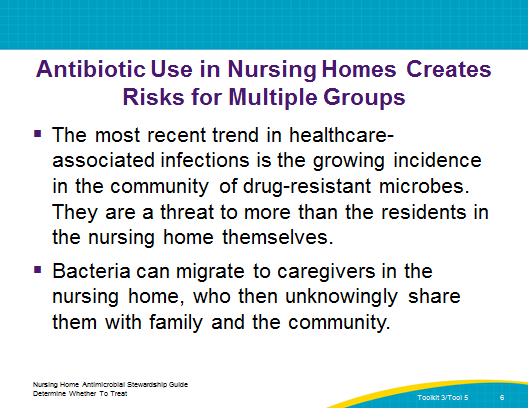 Antibiotic Use in Nursing Homes Creates
Risks for Multiple Groups
▪ The most recent trend in healthcare-
associated infections is the growing incidence
in the community of drug-resistant microbes.
They are a threat to more than the residents in
the nursing home themselves.
▪ Bacteria can migrate to caregivers in the
nursing home, who then unknowingly share
them with family and the community.
Nursing Home Antimicrobial Stewardship Guide
Determine Whether To Treat
Toolkit 3/Tool 5 6